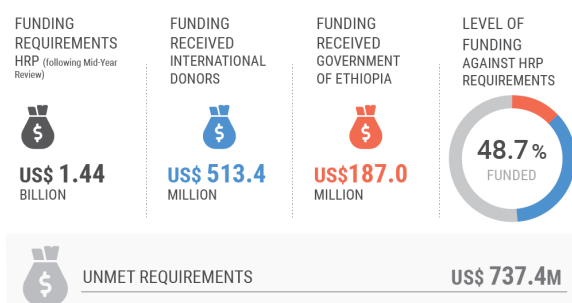 FUNDING
REQUIREMENTS
HRP (following Mid-Year
Review)
$
US$ 1.44
BILLION
FUNDING
RECEIVED
INTERNATIONAL
DONORS
$
US$ 513.4
MILLION
FUNDING
RECEIVED
GOVERNMENT
OF ETHIOPIA
$
US$187.0
MILLION
LEVEL OF
FUNDING
AGAINST HRP
REQUIREMENTS
48.7 %
FUNDED
$
UNMET REQUIREMENTS
US$ 737.4M